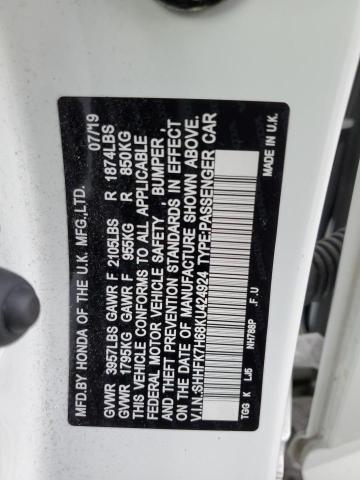 MFD.BY HONDA OF THE U.K. MFG.,LTD. 07/19
GVWR 3957LBS GAWR F 2105LBS R 1874LBS
GVWR 1795KG GAWR F 955KG R 850KG
THIS VEHICLE CONFORMS TO ALL APPLICABLE
FEDERAL MOTOR VEHICLE SAFETY , BUMPER ,
AND THEFT PREVENTION STANDARDS IN EFFECT
ON THE DATE OF MANUFACTURE SHOWN ABOVE.
V.I.N.:SHHFK7H68KU424924 TYPE:PASSENGER CAR
TGG K LJ5 NH788P .F.U MADE IN U.K.